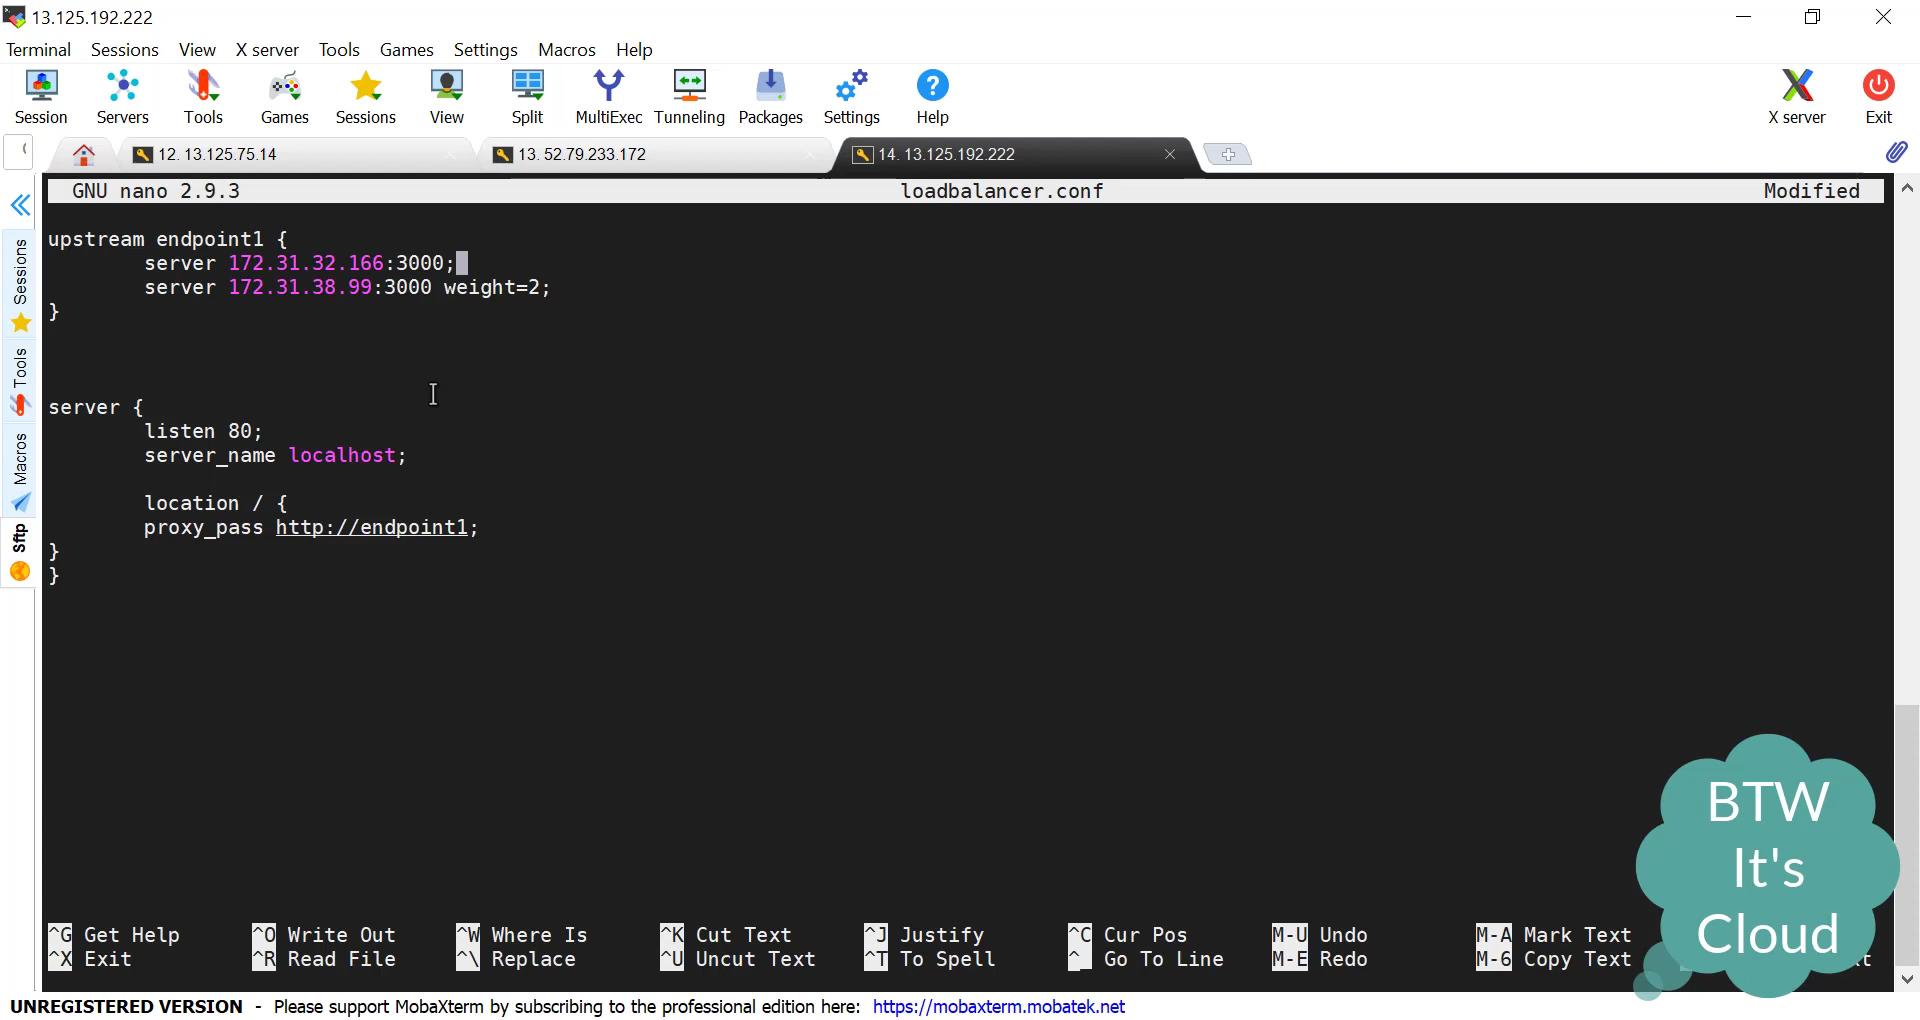 13.125.192.222
Terminal Sessions View X server Tools Games Settings Macros Help
Session Servers Tools Games Sessions View Split MultiExec Tunneling Packages Settings Help X server Exit
12. 13.125.75.14 13. 52.79.233.172 14. 13.125.192.222
Sessions
Tools
Macros
Sftp
GNU nano 2.9.3 loadbalancer.conf Modified
upstream endpoint1 {
server 172.31.32.166:3000;
server 172.31.38.99:3000 weight=2;
}
server {
listen 80;
server_name localhost;
location / {
proxy_pass http://endpoint1;
}
}
^G Get Help ^O Write Out ^W Where Is ^K Cut Text ^J Justify ^C Cur Pos M-U Undo M-A Mark Text
^X Exit ^R Read File ^\ Replace ^U Uncut Text ^T To Spell ^_ Go To Line M-E Redo M-6 Copy Text
BTW
It's
Cloud
UNREGISTERED VERSION - Please support MobaXterm by subscribing to the professional edition here: https://mobaxterm.mobatek.net